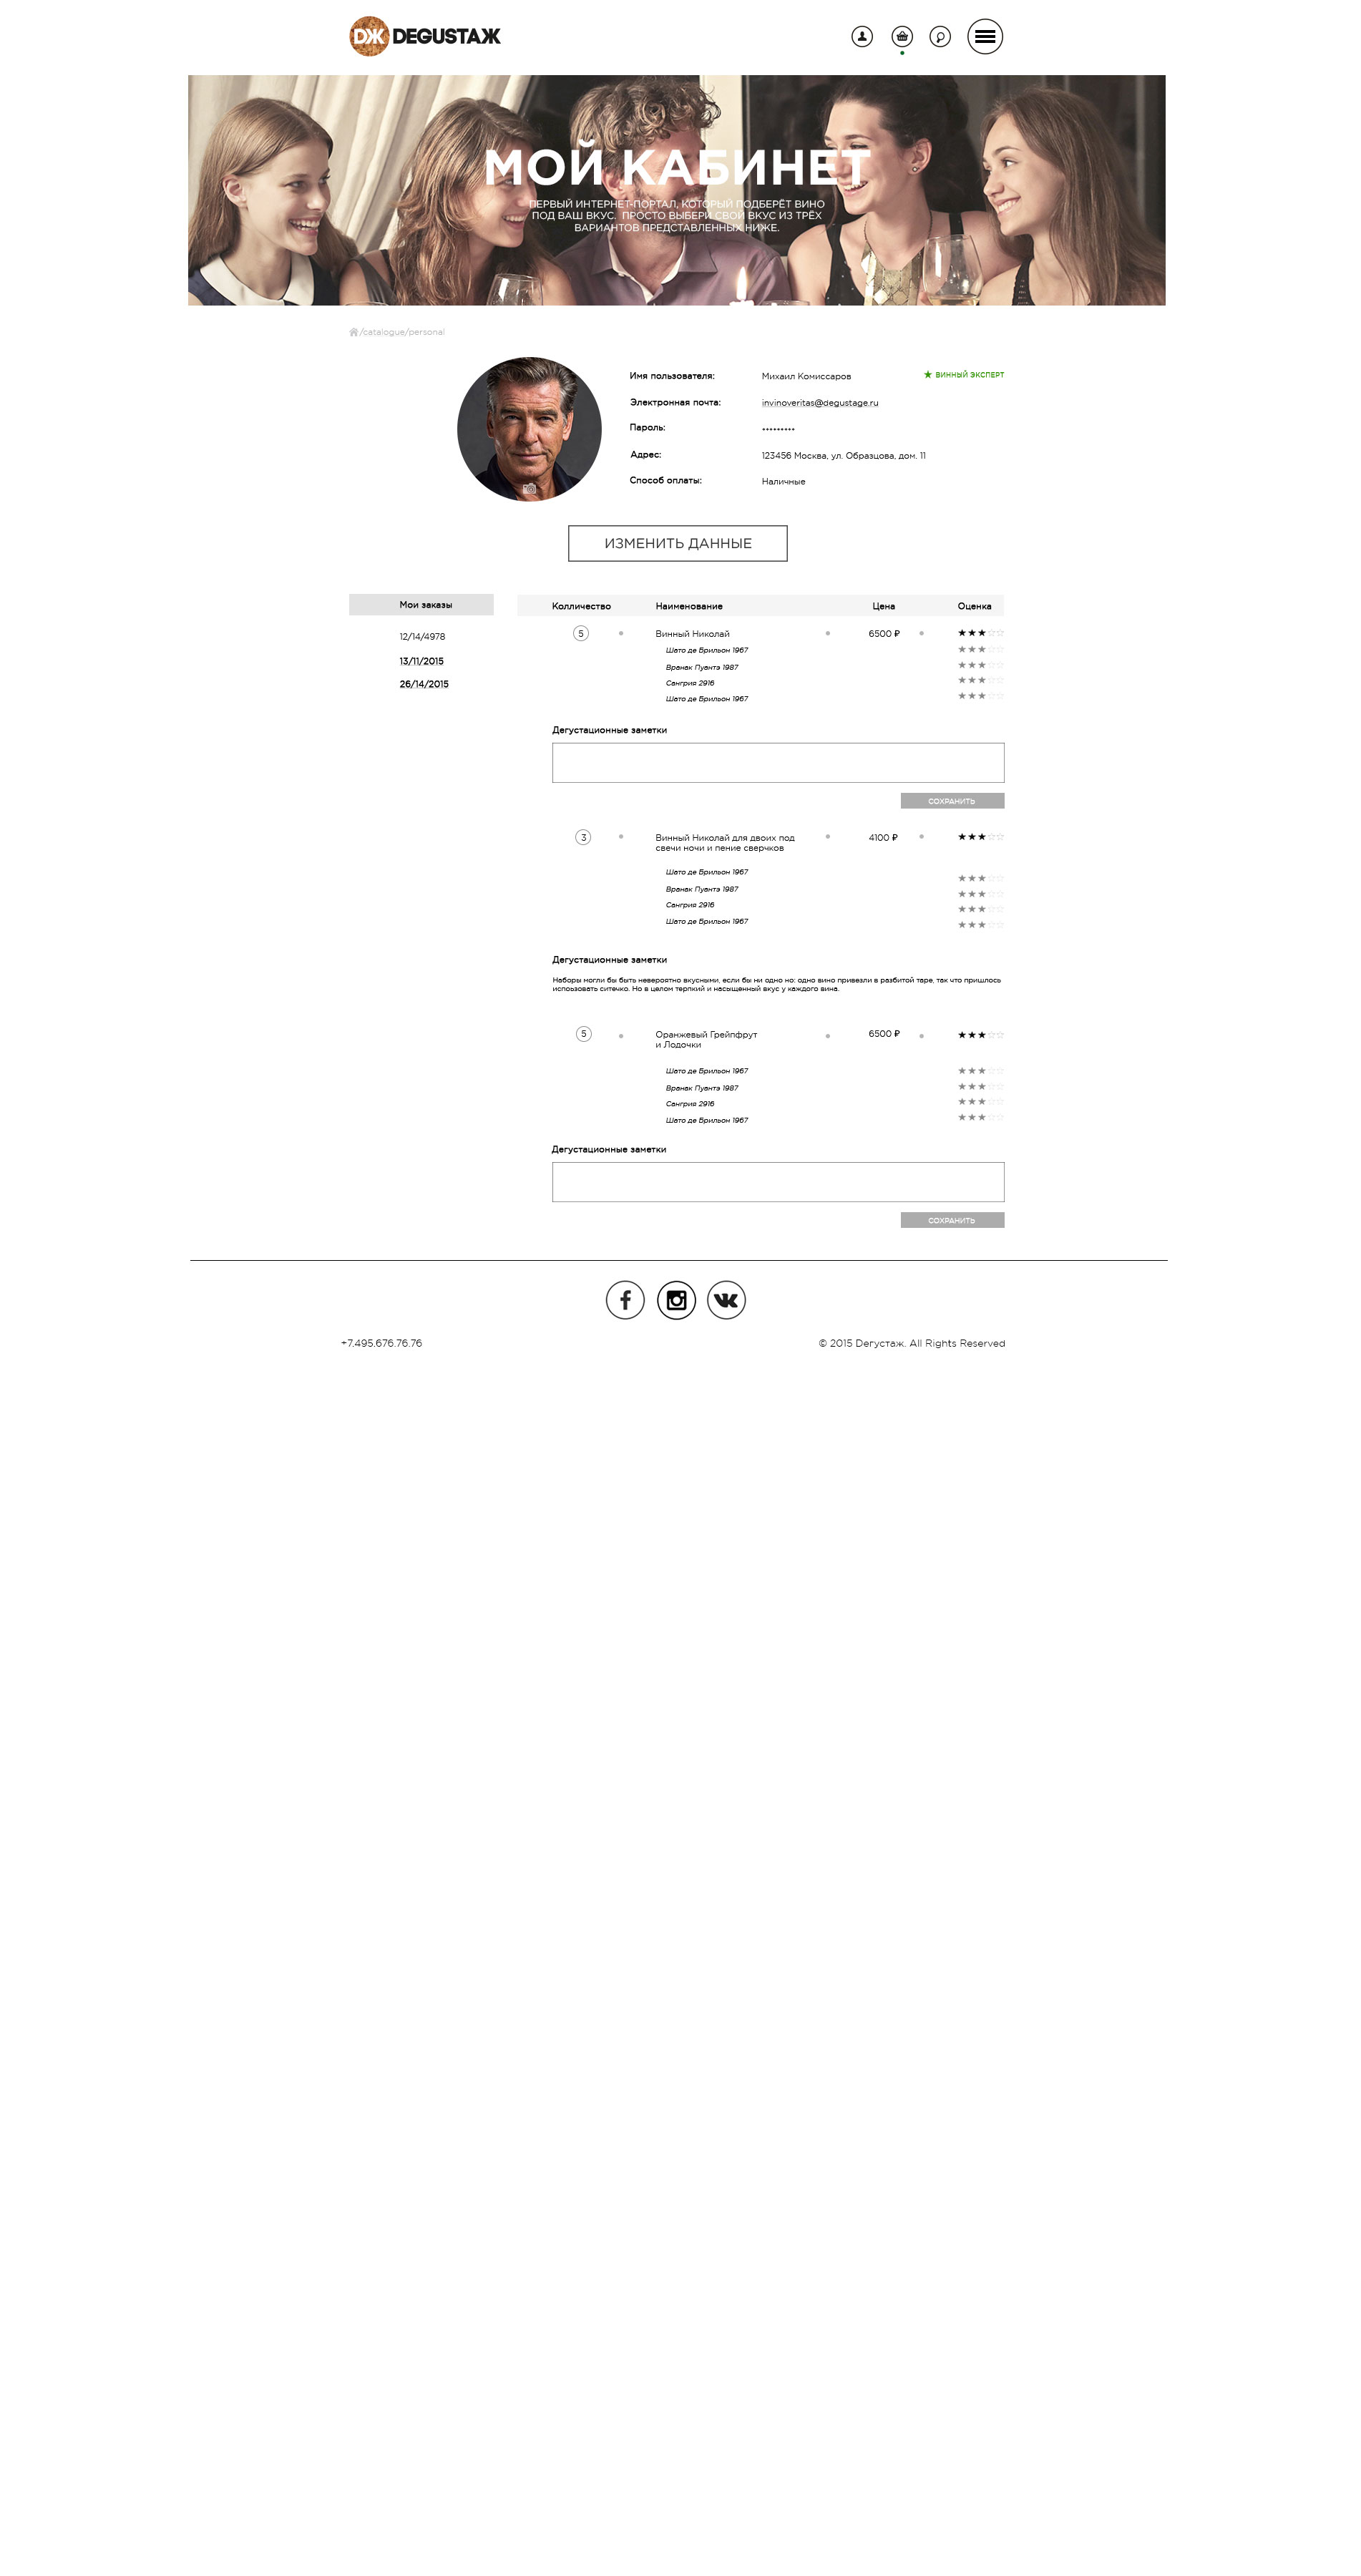 DЖ DEGUSTAЖ
МОЙ КАБИНЕТ
ПЕРВЫЙ ИНТЕРНЕТ-ПОРТАЛ, КОТОРЫЙ ПОДБЕРЁТ ВИНО
ПОД ВАШ ВКУС. ПРОСТО ВЫБЕРИ СВОЙ ВКУС ИЗ ТРЁХ
ВАРИАНТОВ ПРЕДСТАВЛЕННЫХ НИЖЕ.
/catalogue/personal
Имя пользователя: Михаил Комиссаров ★ ВИННЫЙ ЭКСПЕРТ
Электронная почта: invinoveritas@degustage.ru
Пароль: •••••••••
Адрес: 123456 Москва, ул. Образцова, дом. 11
Способ оплаты: Наличные
ИЗМЕНИТЬ ДАННЫЕ
Мои заказы
12/14/4978
13/11/2015
26/14/2015
Колличество Наименование Цена Оценка
5 Винный Николай 6500 ₽ ★★★☆☆
Шато де Брильон 1967 ★★★☆☆
Вранак Пуантэ 1987 ★★★☆☆
Сангрия 2916 ★★★☆☆
Шато де Брильон 1967 ★★★☆☆
Дегустационные заметки
СОХРАНИТЬ
3 Винный Николай для двоих под 4100 ₽ ★★★☆☆
свечи ночи и пение сверчков
Шато де Брильон 1967 ★★★☆☆
Вранак Пуантэ 1987 ★★★☆☆
Сангрия 2916 ★★★☆☆
Шато де Брильон 1967 ★★★☆☆
Дегустационные заметки
Наборы могли бы быть невероятно вкусными, если бы ни одно но: одно вино привезли в разбитой таре, так что пришлось
испоьзовать ситечко. Но в целом терпкий и насыщенный вкус у каждого вина.
5 Оранжевый Грейпфрут 6500 ₽ ★★★☆☆
и Лодочки
Шато де Брильон 1967 ★★★☆☆
Вранак Пуантэ 1987 ★★★☆☆
Сангрия 2916 ★★★☆☆
Шато де Брильон 1967 ★★★☆☆
Дегустационные заметки
СОХРАНИТЬ
+7.495.676.76.76 © 2015 Dегустаж. All Rights Reserved